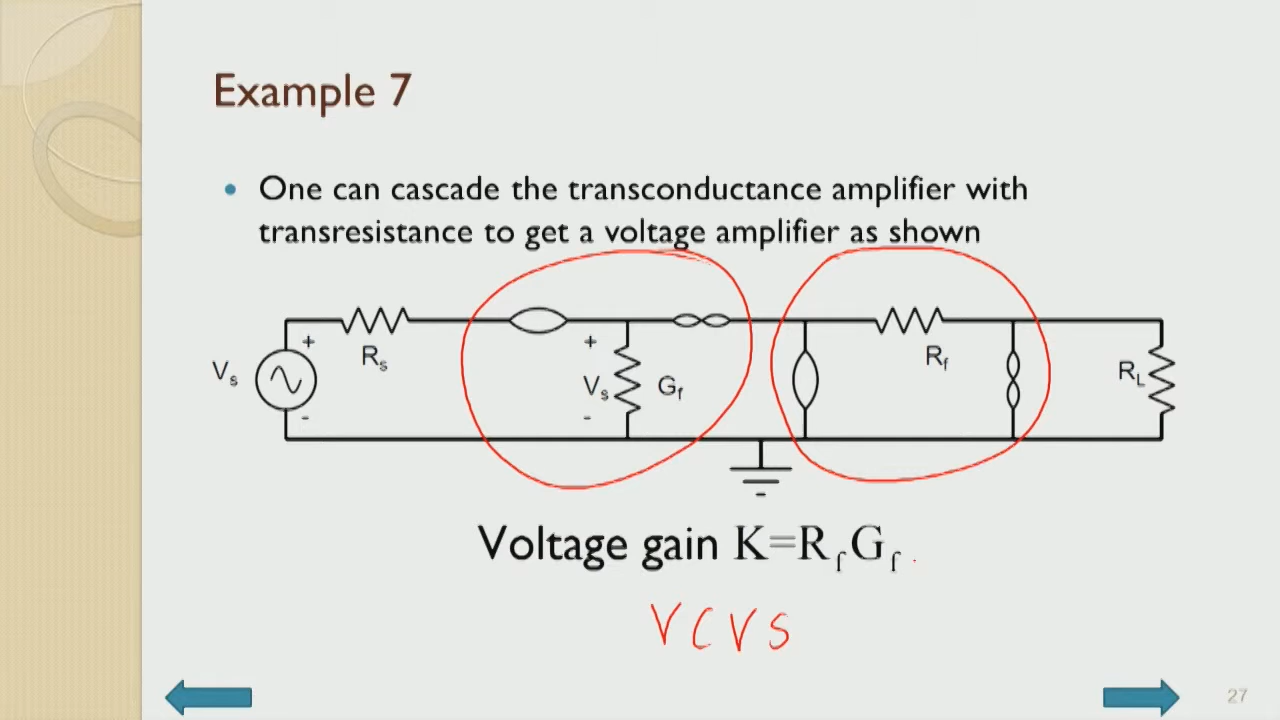 Example 7
One can cascade the transconductance amplifier with
transresistance to get a voltage amplifier as shown
Vs
+
-
Rs
+
Vs
-
Gf
Rf
RL
Voltage gain K=RfGf.
VCVS
27